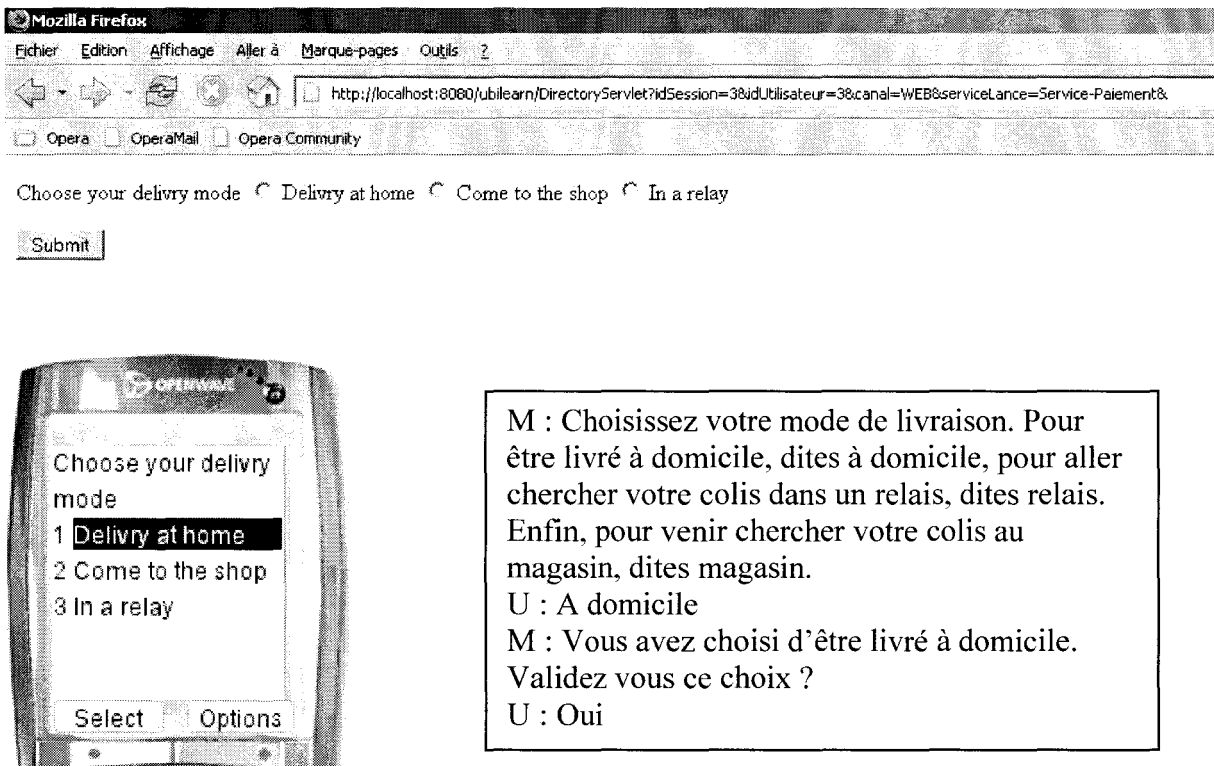 Mozilla Firefox
Fichier Edition Affichage Aller à Marque-pages Outils ?
http://localhost:8080/ubilearn/DirectoryServlet?idSession=3&idUtilisateur=3&canal=WEB&serviceLance=Service-Paiement&
Opera OperaMail Opera Community
Choose your delivry mode Delivry at home Come to the shop In a relay
Submit
OPENWAVE
Choose your delivry
mode
1 Delivry at home
2 Come to the shop
3 In a relay
Select Options
M : Choisissez votre mode de livraison. Pour
être livré à domicile, dites à domicile, pour aller
chercher votre colis dans un relais, dites relais.
Enfin, pour venir chercher votre colis au
magasin, dites magasin.
U : A domicile
M : Vous avez choisi d'être livré à domicile.
Validez vous ce choix ?
U : Oui